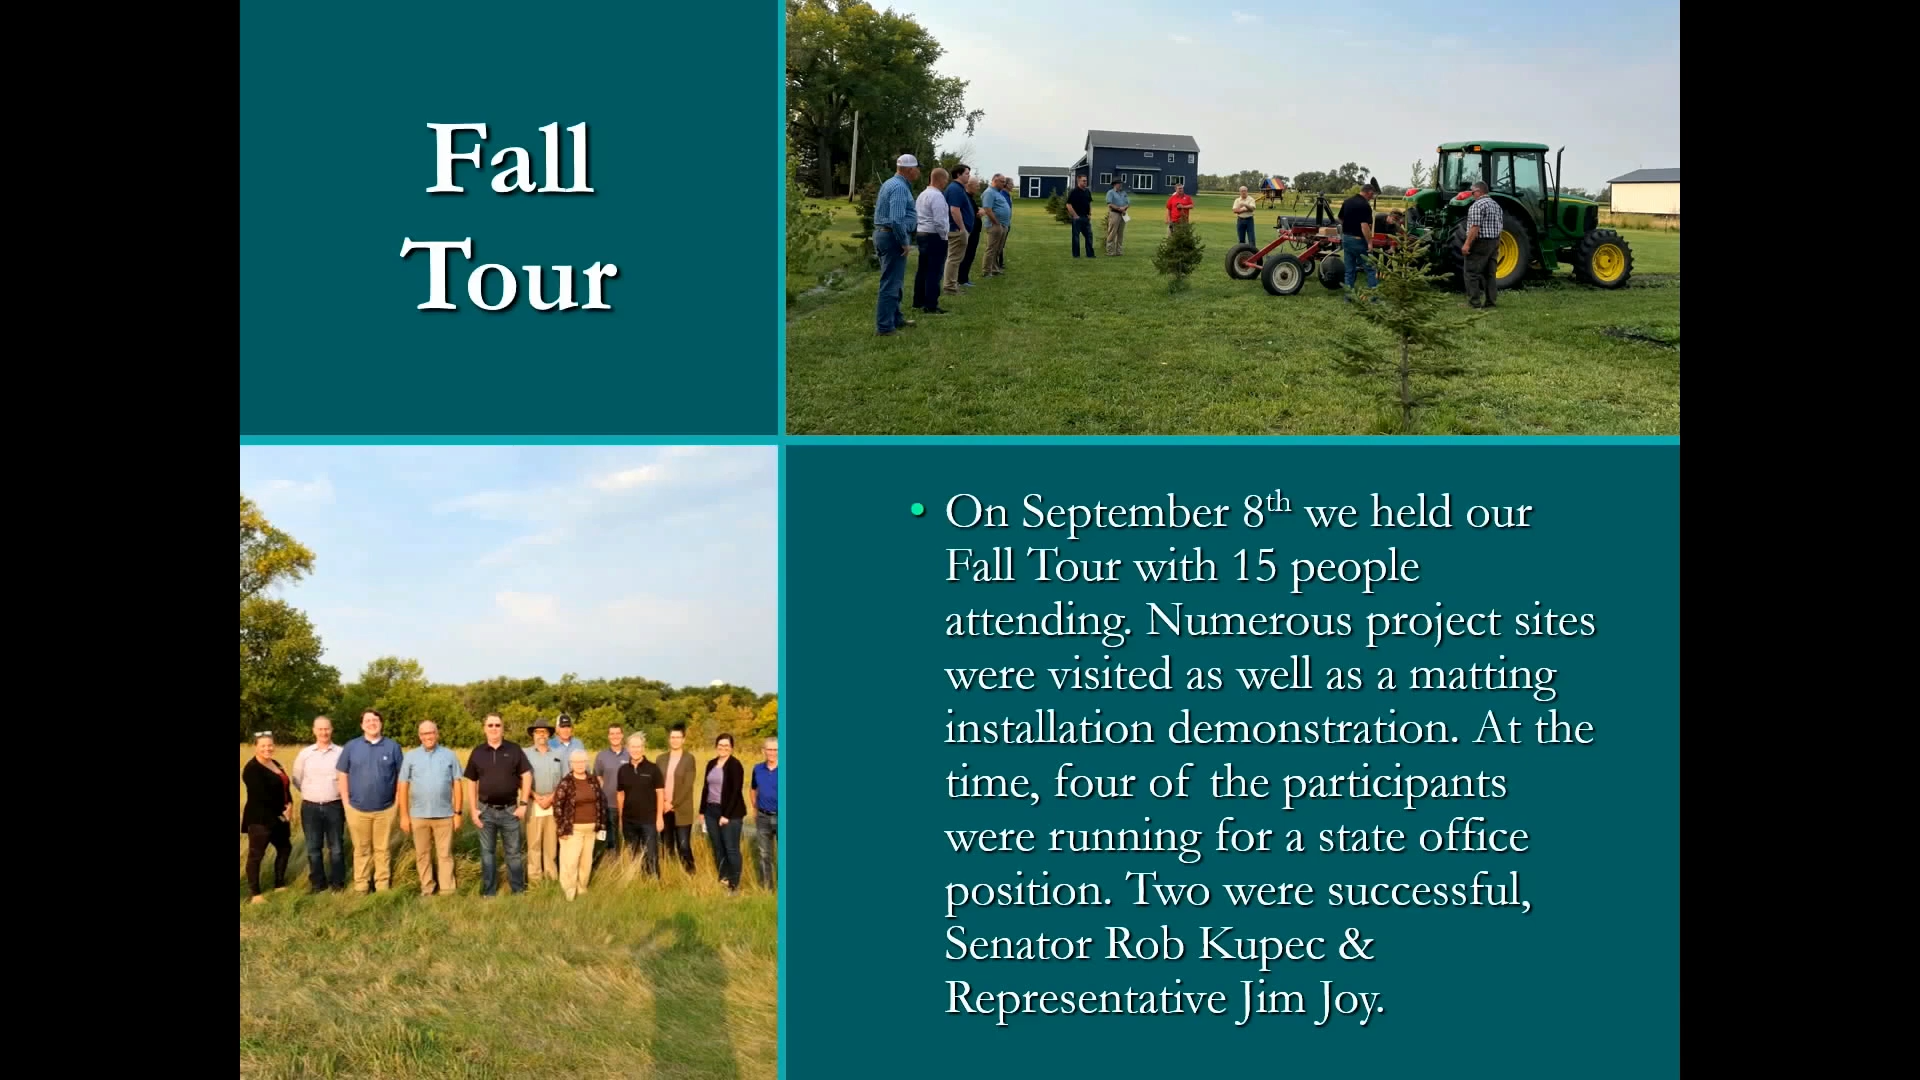 Fall
Tour
• On September 8th we held our
Fall Tour with 15 people
attending. Numerous project sites
were visited as well as a matting
installation demonstration. At the
time, four of the participants
were running for a state office
position. Two were successful,
Senator Rob Kupec &
Representative Jim Joy.